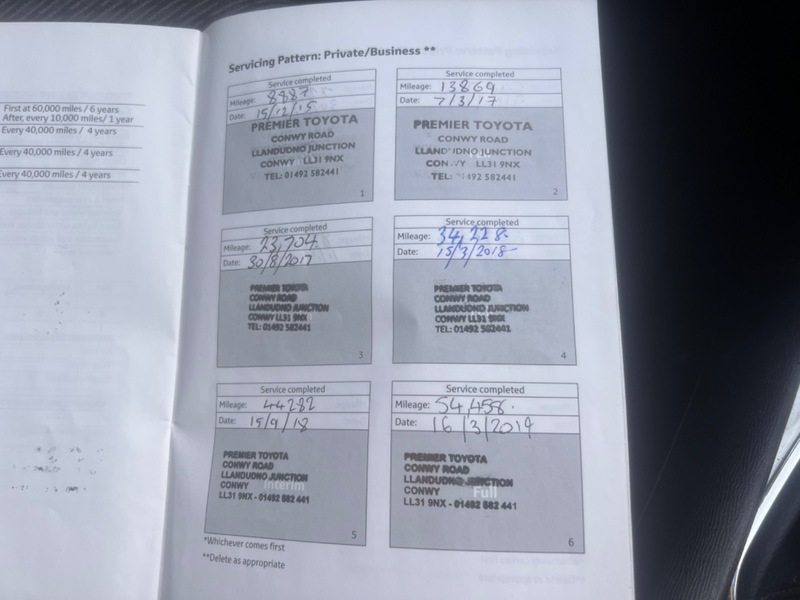 First at 60,000 miles / 6 years
After, every 10,000 miles/ 1 year
Every 40,000 miles / 4 years
Every 40,000 miles / 4 years
Every 40,000 miles / 4 years
Servicing Pattern: Private/Business **
Service completed
Mileage: 8887
Date: 15/12/15
PREMIER TOYOTA
CONWY ROAD
LLANDUDNO JUNCTION
CONWY LL31 9NX
TEL: 01492 582441
1
Service completed
Mileage: 13869
Date: 7/3/17
PREMIER TOYOTA
CONWY ROAD
LLANDUDNO JUNCTION
CONWY LL31 9NX
TEL: 01492 582441
2
Service completed
Mileage: 23,704.
Date: 30/8/2017
PREMIER TOYOTA
CONWY ROAD
LLANDUDNO JUNCTION
CONWY LL31 9NX
TEL: 01492 582441
3
Service completed
Mileage: 34,228.
Date: 15/3/2018
PREMIER TOYOTA
CONWY ROAD
LLANDUDNO JUNCTION
CONWY LL31 9NX
TEL: 01492 582441
4
Service completed
Mileage: 44282
Date: 15/9/18
PREMIER TOYOTA
CONWY ROAD
LLANDUDNO JUNCTION
CONWY Interim
LL31 9NX - 01492 582 441
5
Service completed
Mileage: 54,458.
Date: 16/3/2019
PREMIER TOYOTA
CONWY ROAD
LLANDUDNO JUNCTION
CONWY Full
LL31 9NX - 01492 582 441
6
*Whichever comes first
**Delete as appropriate